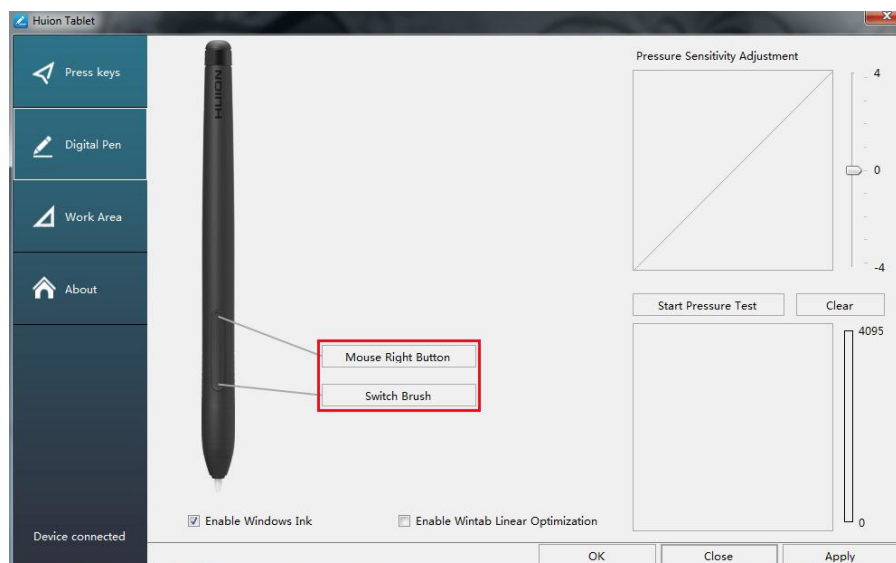 Huion Tablet
Press keys
Digital Pen
Work Area
About
Device connected
HUION
Mouse Right Button
Switch Brush
Enable Windows Ink
Enable Wintab Linear Optimization
Pressure Sensitivity Adjustment
4
0
-4
Start Pressure Test
Clear
4095
0
OK
Close
Apply